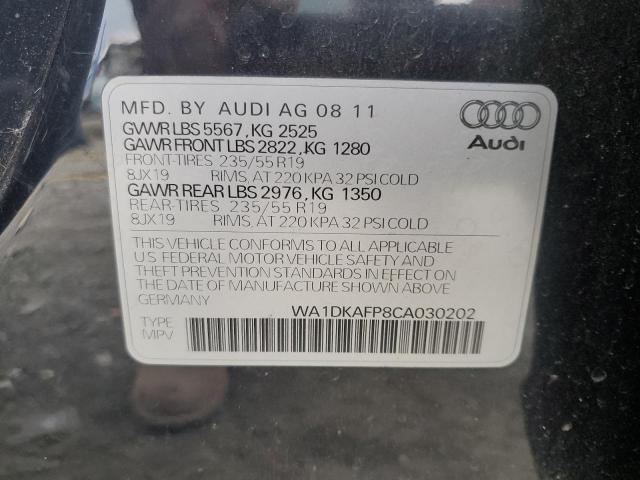 MFD. BY AUDI AG 08 11
GVWR LBS 5567, KG 2525
GAWR FRONT LBS 2822, KG 1280
FRONT-TIRES 235/55 R19
8JX19 RIMS, AT 220 KPA 32 PSI COLD
GAWR REAR LBS 2976, KG 1350
REAR-TIRES 235/55 R19
8JX19 RIMS, AT 220 KPA 32 PSI COLD
Audi
THIS VEHICLE CONFORMS TO ALL APPLICABLE
U.S. FEDERAL MOTOR VEHICLE SAFETY AND
THEFT PREVENTION STANDARDS IN EFFECT ON
THE DATE OF MANUFACTURE SHOWN ABOVE
GERMANY
WA1DKAFP8CA030202
TYPE
MPV